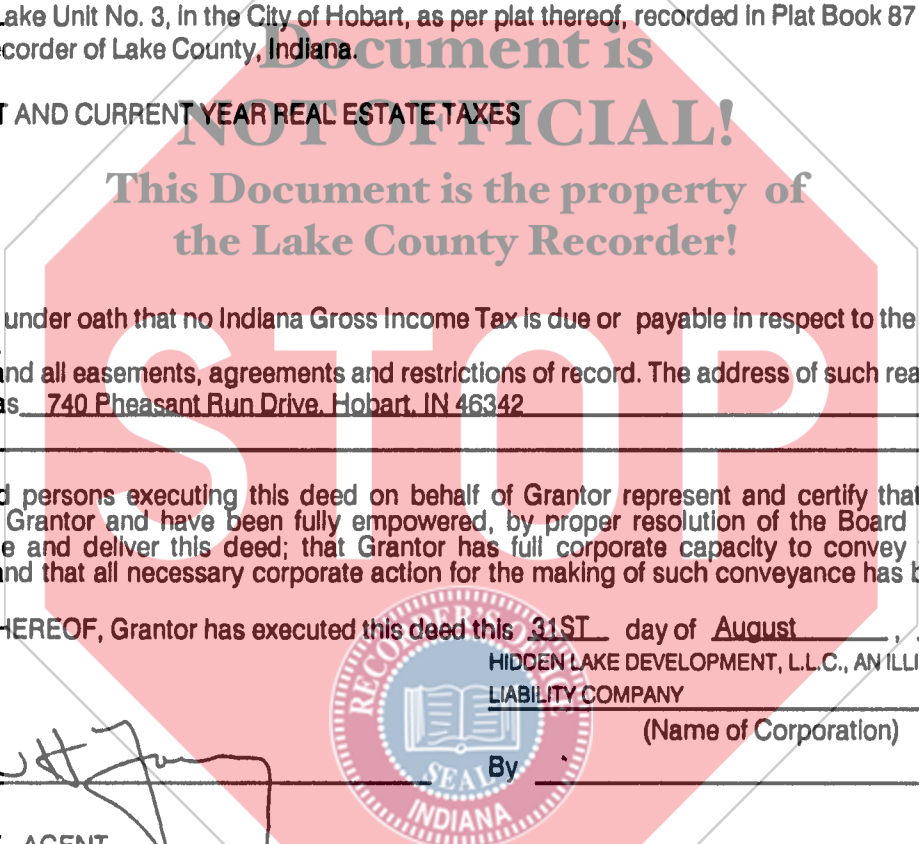 ake Unit No. 3, in the City of Hobart, as per plat thereof, recorded in Plat Book 87
corder of Lake County, Indiana.
Document is
T AND CURRENT YEAR REAL ESTATE TAXES
NOT OFFICIAL!
This Document is the property of
the Lake County Recorder!
under oath that no Indiana Gross Income Tax is due or payable in respect to the
and all easements, agreements and restrictions of record. The address of such rea
as 740 Pheasant Run Drive, Hobart, IN 46342
STOP
d persons executing this deed on behalf of Grantor represent and certify that
Grantor and have been fully empowered, by proper resolution of the Board
e and deliver this deed; that Grantor has full corporate capacity to convey
and that all necessary corporate action for the making of such conveyance has b
HEREOF, Grantor has executed this deed this 31ST day of August ,
HIDDEN LAKE DEVELOPMENT, L.L.C., AN ILLI
LIABILITY COMPANY
(Name of Corporation)
By
RECORDER'S OFFICE
SEAL
INDIANA
AGENT